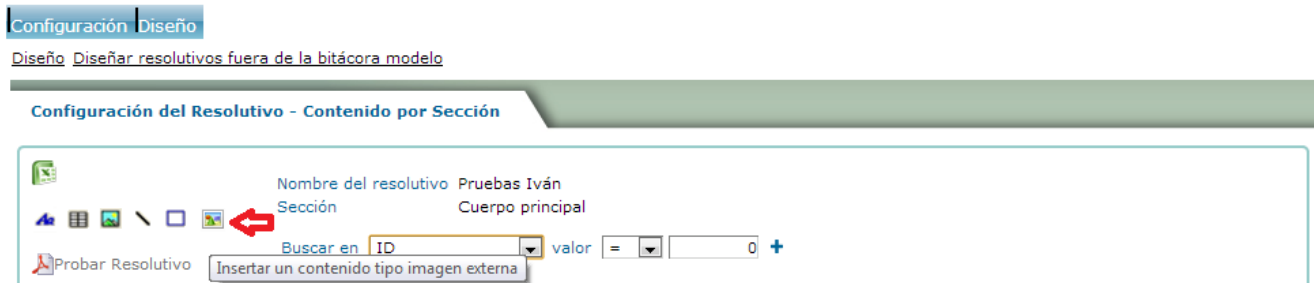 Configuración Diseño
Diseño Diseñar resolutivos fuera de la bitácora modelo
Configuración del Resolutivo - Contenido por Sección
Nombre del resolutivo Pruebas Iván
Sección Cuerpo principal
Buscar en ID valor = 0 +
Probar Resolutivo
Insertar un contenido tipo imagen externa